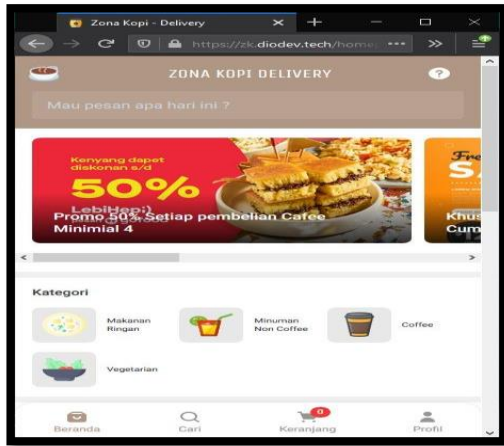 Zona Kopi - Delivery
https://zk.diodev.tech/home
ZONA KOPI DELIVERY
?
Mau pesan apa hari ini ?
Kenyang dapet
diskonan s/d
50%
LebiHep;)
Promo 50% Setiap pembelian Cafee
Minimial 4
Fre
Khus
Cum
Kategori
Makanan
Ringan
Minuman
Non Coffee
Coffee
Vegetarian
0
Beranda
Cari
Keranjang
Profil